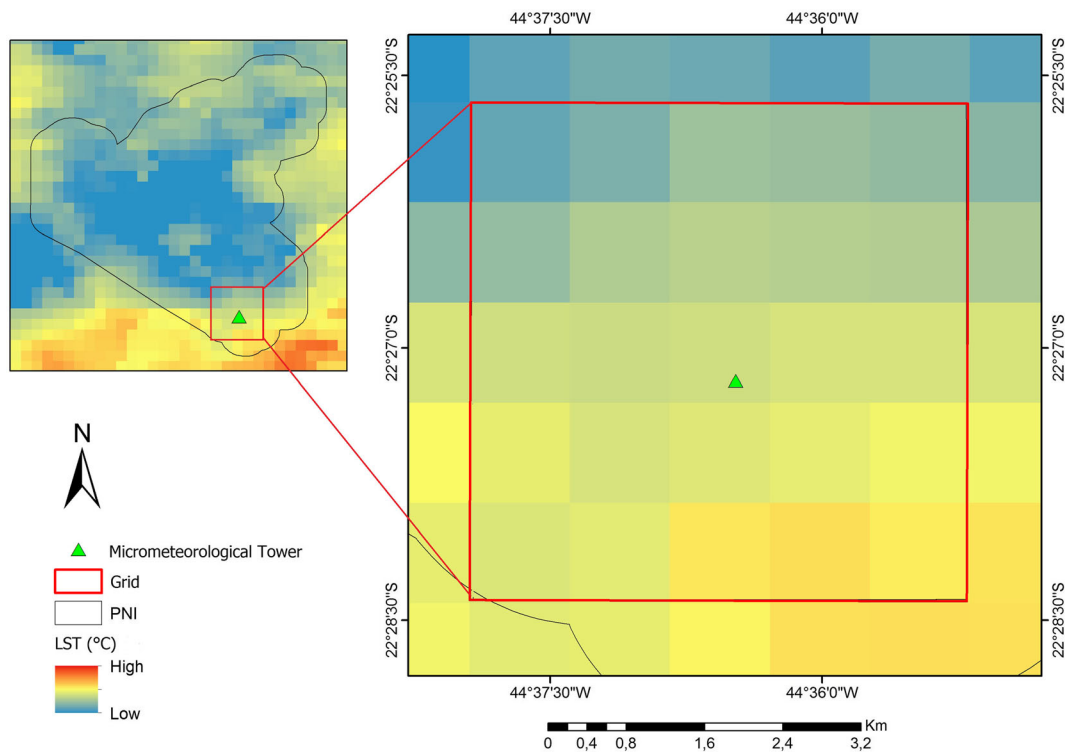 44°37'30"W 44°36'0"W
22°25'30"S 22°25'30"S
22°27'0"S 22°27'0"S
22°28'30"S 22°28'30"S
44°37'30"W 44°36'0"W
N
Micrometeorological Tower
Grid
PNI
LST (°C)
High
Low
Km
0 0,4 0,8 1,6 2,4 3,2